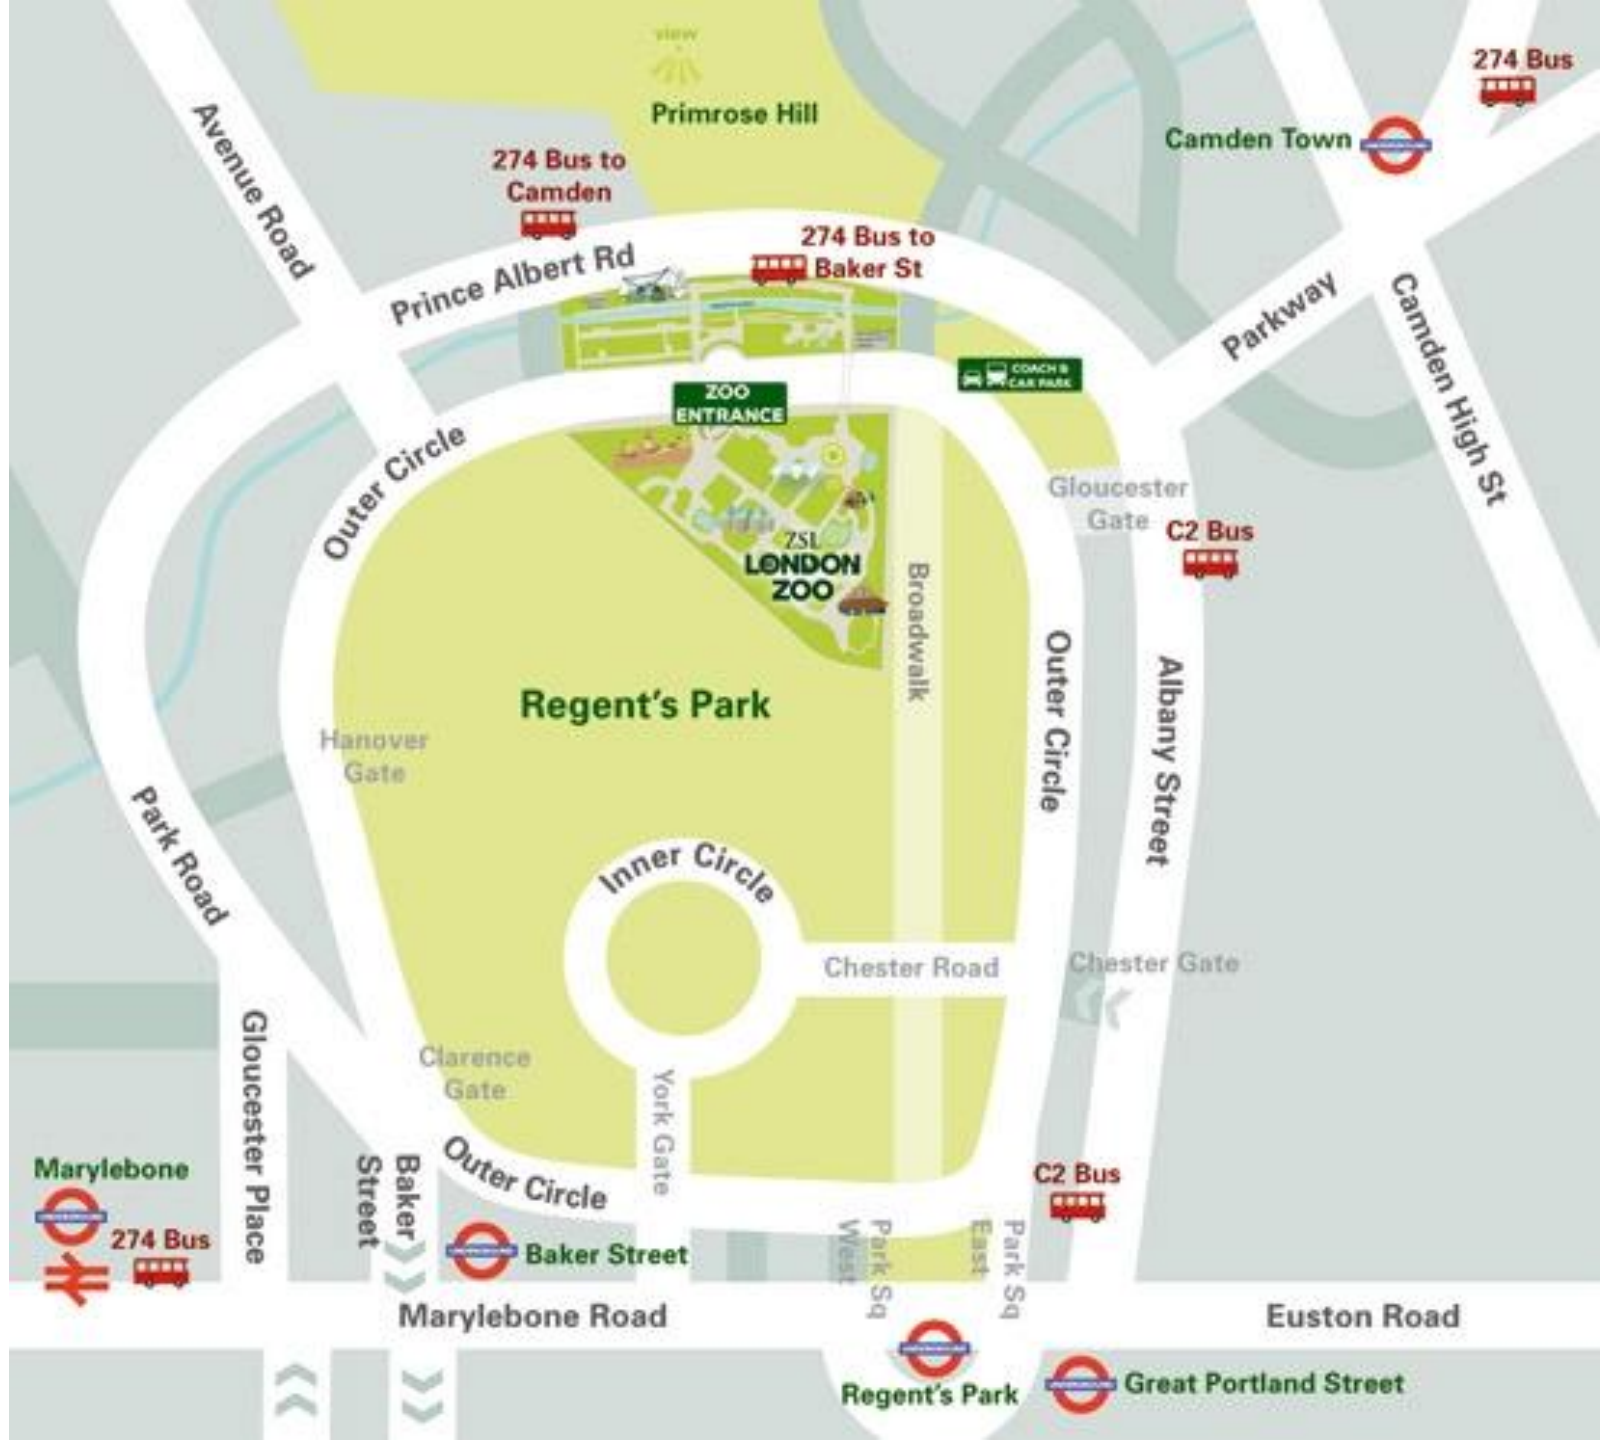 view
Primrose Hill
274 Bus
Camden Town
274 Bus to
Camden
Avenue Road
Prince Albert Rd
274 Bus to
Baker St
Parkway
Camden High St
COACH &
CAR PARK
ZOO
ENTRANCE
Outer Circle
Gloucester
Gate
C2 Bus
ZSL
LONDON
ZOO
Broadwalk
Outer Circle
Albany Street
Regent's Park
Hanover
Gate
Park Road
Inner Circle
Chester Road
Chester Gate
Clarence
Gate
York Gate
Gloucester Place
Baker
Street
Outer Circle
Marylebone
274 Bus
Baker Street
C2 Bus
Park Sq
West
Park Sq
East
Marylebone Road
Euston Road
Regent's Park
Great Portland Street